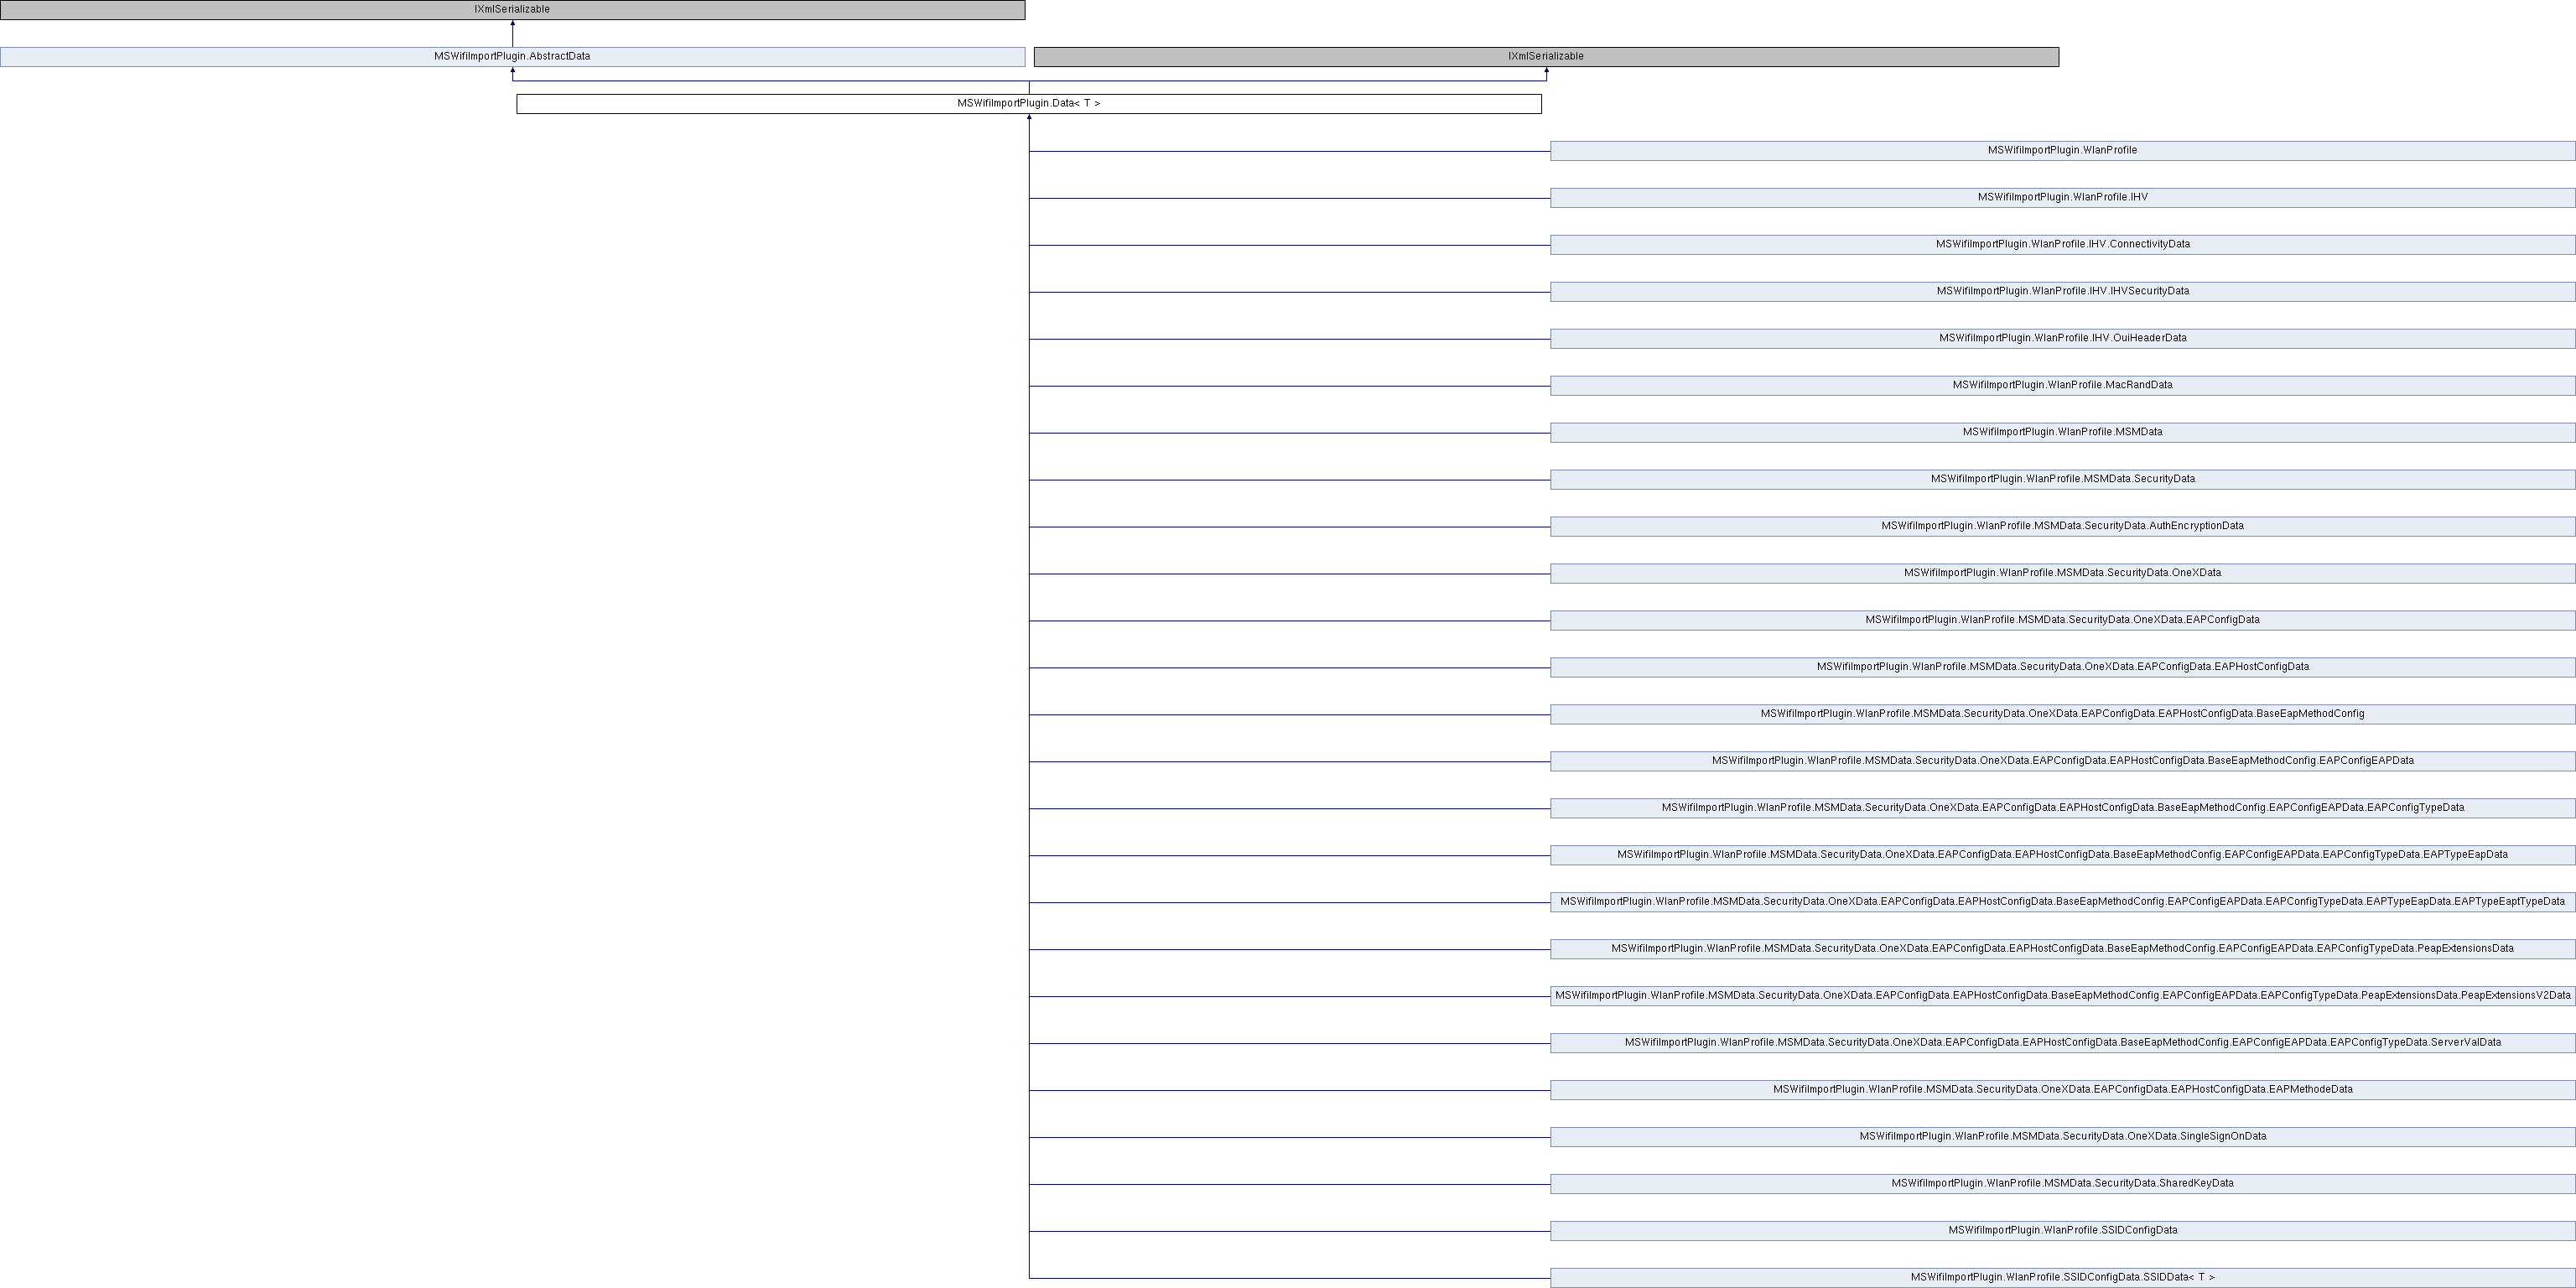 IXmlSerializable
MSWifiImportPlugin.AbstractData
IXmlSerializable
MSWifiImportPlugin.Data< T >
MSWifiImportPlugin.WlanProfile
MSWifiImportPlugin.WlanProfile.IHV
MSWifiImportPlugin.WlanProfile.IHV.ConnectivityData
MSWifiImportPlugin.WlanProfile.IHV.IHVSecurityData
MSWifiImportPlugin.WlanProfile.IHV.OuiHeaderData
MSWifiImportPlugin.WlanProfile.MacRandData
MSWifiImportPlugin.WlanProfile.MSMData
MSWifiImportPlugin.WlanProfile.MSMData.SecurityData
MSWifiImportPlugin.WlanProfile.MSMData.SecurityData.AuthEncryptionData
MSWifiImportPlugin.WlanProfile.MSMData.SecurityData.OneXData
MSWifiImportPlugin.WlanProfile.MSMData.SecurityData.OneXData.EAPConfigData
MSWifiImportPlugin.WlanProfile.MSMData.SecurityData.OneXData.EAPConfigData.EAPHostConfigData
MSWifiImportPlugin.WlanProfile.MSMData.SecurityData.OneXData.EAPConfigData.EAPHostConfigData.BaseEapMethodConfig
MSWifiImportPlugin.WlanProfile.MSMData.SecurityData.OneXData.EAPConfigData.EAPHostConfigData.BaseEapMethodConfig.EAPConfigEAPData
MSWifiImportPlugin.WlanProfile.MSMData.SecurityData.OneXData.EAPConfigData.EAPHostConfigData.BaseEapMethodConfig.EAPConfigEAPData.EAPConfigTypeData
MSWifiImportPlugin.WlanProfile.MSMData.SecurityData.OneXData.EAPConfigData.EAPHostConfigData.BaseEapMethodConfig.EAPConfigEAPData.EAPConfigTypeData.EAPTypeEapData
MSWifiImportPlugin.WlanProfile.MSMData.SecurityData.OneXData.EAPConfigData.EAPHostConfigData.BaseEapMethodConfig.EAPConfigEAPData.EAPConfigTypeData.EAPTypeEapData.EAPTypeEaptTypeData
MSWifiImportPlugin.WlanProfile.MSMData.SecurityData.OneXData.EAPConfigData.EAPHostConfigData.BaseEapMethodConfig.EAPConfigEAPData.EAPConfigTypeData.PeapExtensionsData
MSWifiImportPlugin.WlanProfile.MSMData.SecurityData.OneXData.EAPConfigData.EAPHostConfigData.BaseEapMethodConfig.EAPConfigEAPData.EAPConfigTypeData.PeapExtensionsData.PeapExtensionsV2Data
MSWifiImportPlugin.WlanProfile.MSMData.SecurityData.OneXData.EAPConfigData.EAPHostConfigData.BaseEapMethodConfig.EAPConfigEAPData.EAPConfigTypeData.ServerValData
MSWifiImportPlugin.WlanProfile.MSMData.SecurityData.OneXData.EAPConfigData.EAPHostConfigData.EAPMethodeData
MSWifiImportPlugin.WlanProfile.MSMData.SecurityData.OneXData.SingleSignOnData
MSWifiImportPlugin.WlanProfile.MSMData.SecurityData.SharedKeyData
MSWifiImportPlugin.WlanProfile.SSIDConfigData
MSWifiImportPlugin.WlanProfile.SSIDConfigData.SSIDData< T >